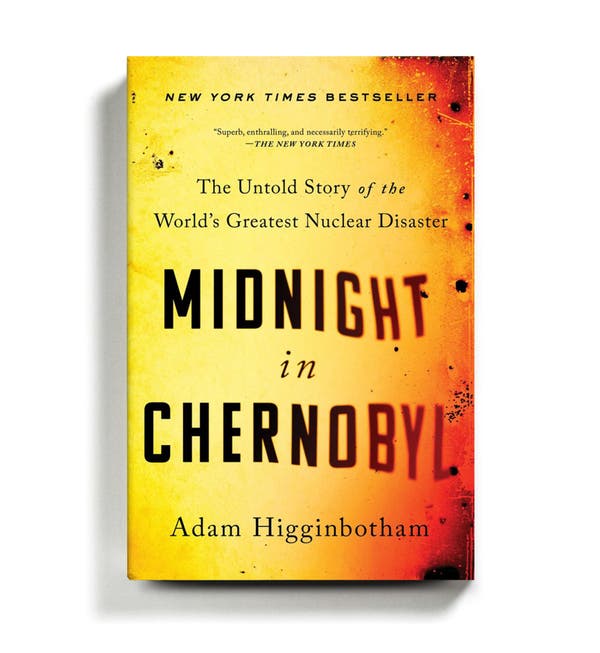 NEW YORK TIMES BESTSELLER
“Superb, enthralling, and necessarily terrifying.”
—THE NEW YORK TIMES
The Untold Story of the
World’s Greatest Nuclear Disaster
MIDNIGHT
in
CHERNOBYL
Adam Higginbotham